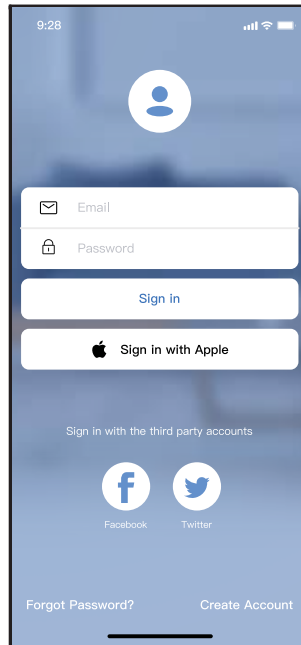 9:28
Email
Password
Sign in
Sign in with Apple
Sign in with the third party accounts
Facebook Twitter
Forgot Password? Create Account